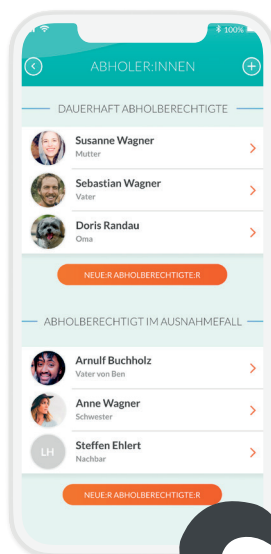 100%
ABHOLER:INNEN
DAUERHAFT ABHOLBERECHTIGTE
Susanne Wagner
Mutter
Sebastian Wagner
Vater
Doris Randau
Oma
NEUE:R ABHOLBERECHTIGTE:R
ABHOLBERECHTIGT IM AUSNAHMEFALL
Arnulf Buchholz
Vater von Ben
Anne Wagner
Schwester
LH
Steffen Ehlert
Nachbar
NEUE:R ABHOLBERECHTIGTE:R